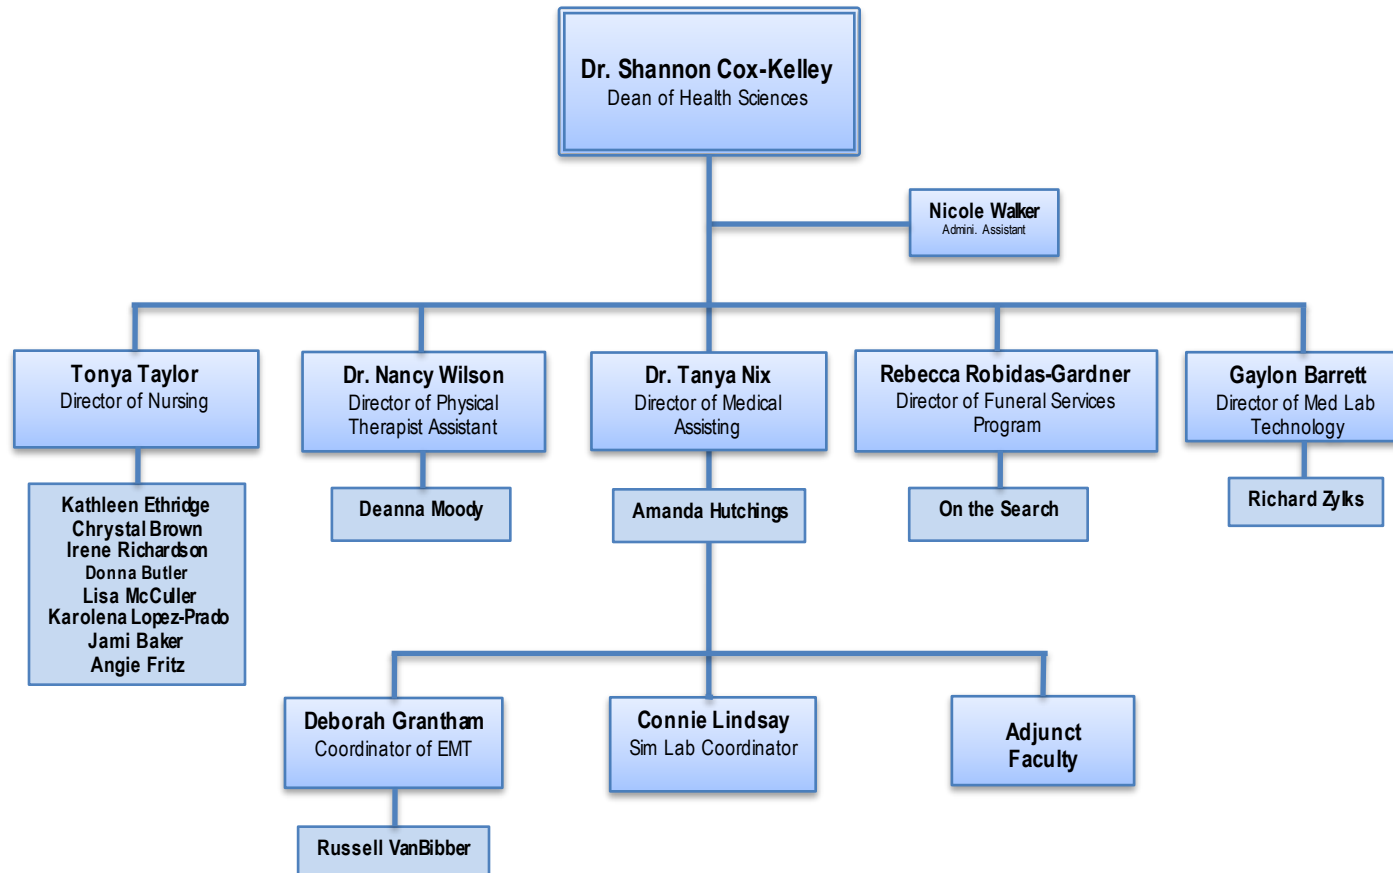 Dr. Shannon Cox-Kelley
Dean of Health Sciences
Nicole Walker
Admini. Assistant
Tonya Taylor
Director of Nursing
Dr. Nancy Wilson
Director of Physical
Therapist Assistant
Dr. Tanya Nix
Director of Medical
Assisting
Rebecca Robidas-Gardner
Director of Funeral Services
Program
Gaylon Barrett
Director of Med Lab
Technology
Kathleen Ethridge
Chrystal Brown
Irene Richardson
Donna Butler
Lisa McCuller
Karolena Lopez-Prado
Jami Baker
Angie Fritz
Deanna Moody
Amanda Hutchings
On the Search
Richard Zylks
Deborah Grantham
Coordinator of EMT
Connie Lindsay
Sim Lab Coordinator
Adjunct
Faculty
Russell VanBibber